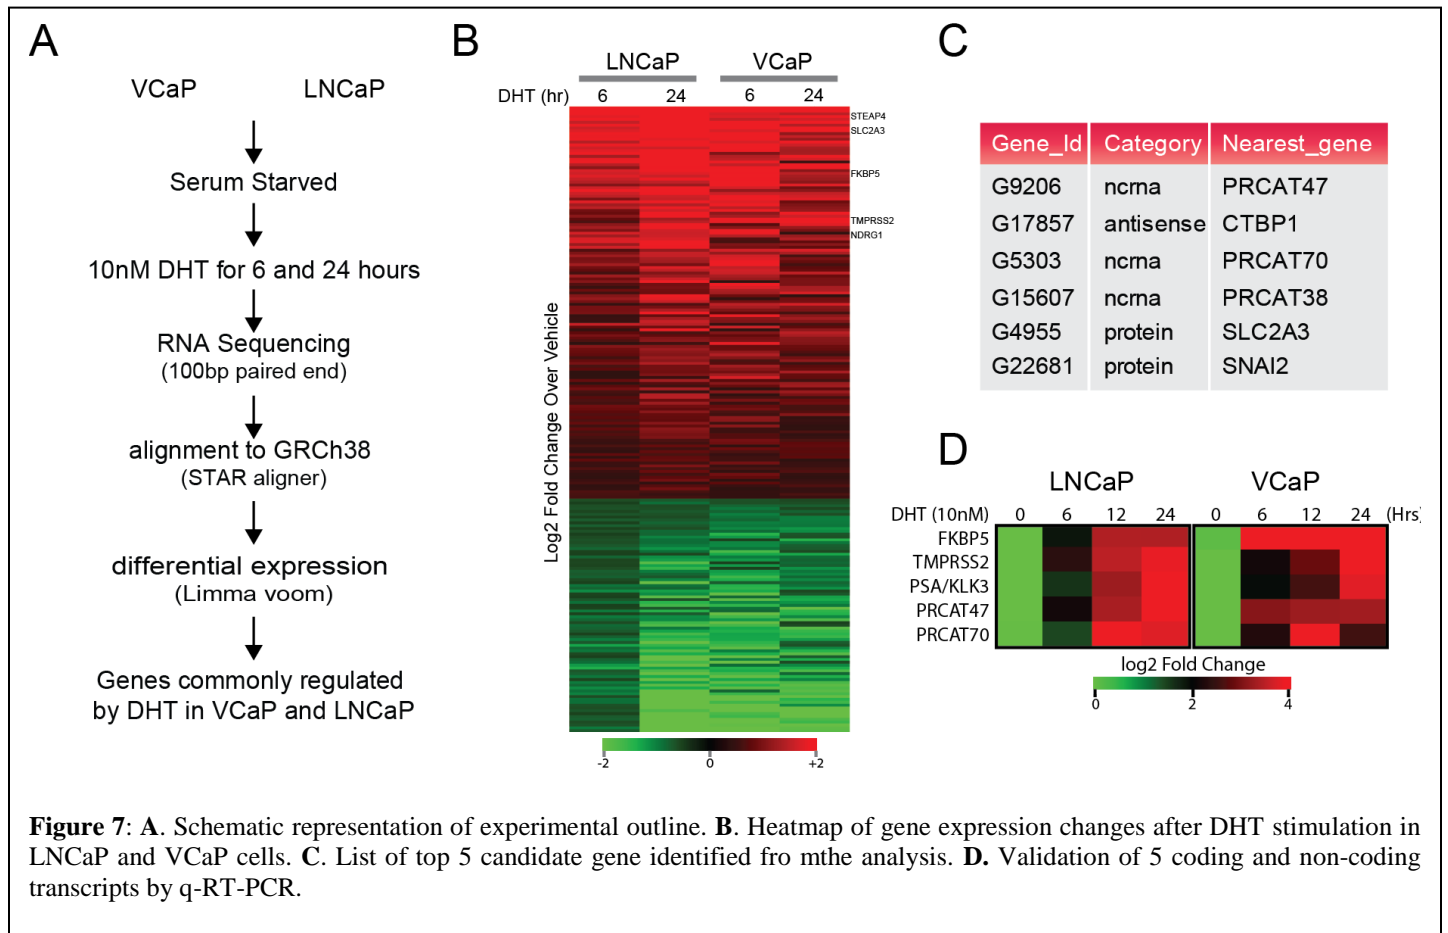 A
VCaP LNCaP
Serum Starved
10nM DHT for 6 and 24 hours
RNA Sequencing
(100bp paired end)
alignment to GRCh38
(STAR aligner)
differential expression
(Limma voom)
Genes commonly regulated
by DHT in VCaP and LNCaP
B
LNCaP VCaP
DHT (hr) 6 24 6 24
STEAP4
SLC2A3
FKBP5
TMPRSS2
NDRG1
Log2 Fold Change Over Vehicle
-2 0 +2
C
Gene_Id Category Nearest_gene
G9206 ncrna PRCAT47
G17857 antisense CTBP1
G5303 ncrna PRCAT70
G15607 ncrna PRCAT38
G4955 protein SLC2A3
G22681 protein SNAI2
D
LNCaP VCaP
DHT (10nM) 0 6 12 24 0 6 12 24 (Hrs)
FKBP5
TMPRSS2
PSA/KLK3
PRCAT47
PRCAT70
log2 Fold Change
0 2 4
Figure 7: A. Schematic representation of experimental outline. B. Heatmap of gene expression changes after DHT stimulation in
LNCaP and VCaP cells. C. List of top 5 candidate gene identified fro mthe analysis. D. Validation of 5 coding and non-coding
transcripts by q-RT-PCR.